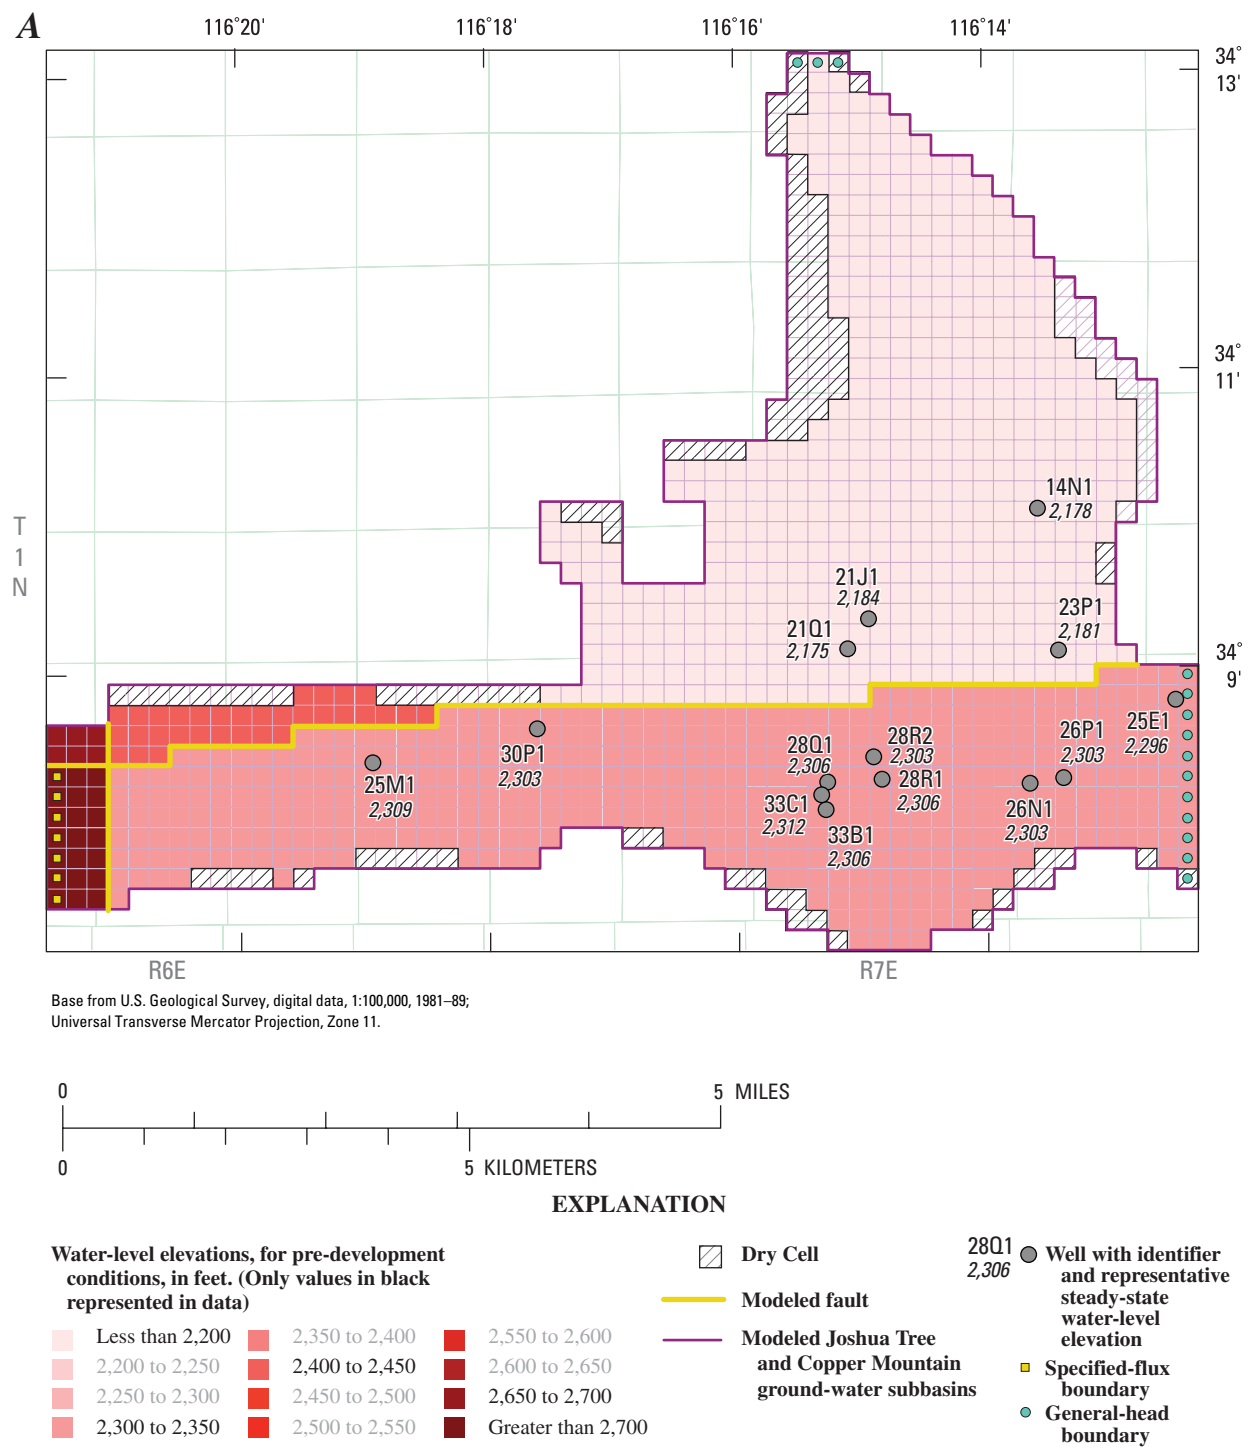 A
116°20'
116°18'
116°16'
116°14'
34°
13'
34°
11'
34°
9'
T
1
N
14N1
2,178
21J1
2,184
21Q1
2,175
23P1
2,181
25E1
2,296
26P1
2,303
26N1
2,303
28R2
2,303
28R1
2,306
28Q1
2,306
33C1
2,312
33B1
2,306
30P1
2,303
25M1
2,309
R6E
R7E
Base from U.S. Geological Survey, digital data, 1:100,000, 1981–89;
Universal Transverse Mercator Projection, Zone 11.
0
5 MILES
0
5 KILOMETERS
EXPLANATION
Water-level elevations, for pre-development
conditions, in feet. (Only values in black
represented in data)
Less than 2,200
2,200 to 2,250
2,250 to 2,300
2,300 to 2,350
2,350 to 2,400
2,400 to 2,450
2,450 to 2,500
2,500 to 2,550
2,550 to 2,600
2,600 to 2,650
2,650 to 2,700
Greater than 2,700
Dry Cell
Modeled fault
Modeled Joshua Tree
and Copper Mountain
ground-water subbasins
28Q1
2,306
Well with identifier
and representative
steady-state
water-level
elevation
Specified-flux
boundary
General-head
boundary